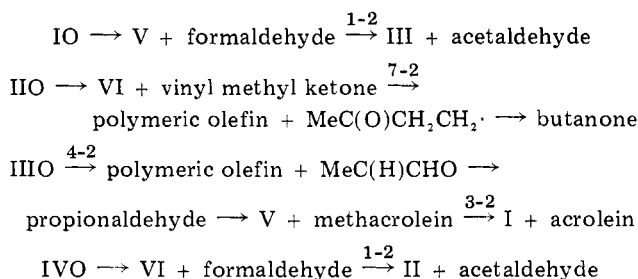 IO ⟶ V + formaldehyde 1-2⟶ III + acetaldehyde
IIO ⟶ VI + vinyl methyl ketone 7-2⟶
polymeric olefin + MeC(O)CH₂CH₂· ⟶ butanone
IIIO 4-2⟶ polymeric olefin + MeC(H)CHO ⟶
propionaldehyde ⟶ V + methacrolein 3-2⟶ I + acrolein
IVO ⟶ VI + formaldehyde 1-2⟶ II + acetaldehyde